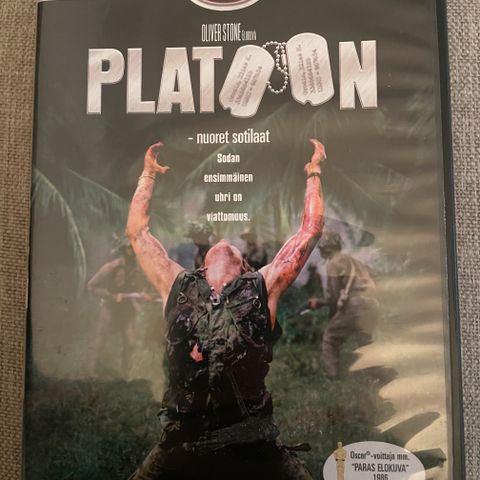 OLIVER STONE ELOKUVA
PLATOON
- nuoret sotilaat
Sodan
ensimmäinen
uhri on
viattomuus.
Oscar®-voittaja mm.
"PARAS ELOKUVA"
1986